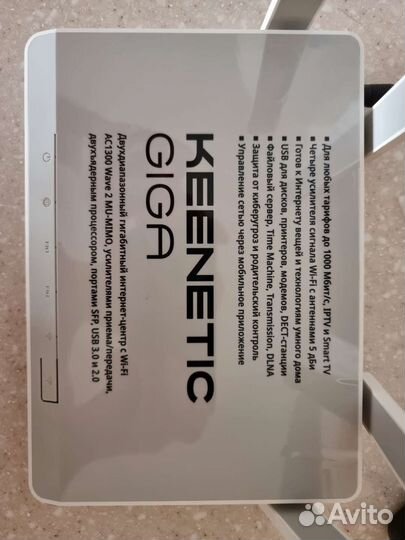 KEENETIC
GIGA
Двухдиапазонный гигабитный интернет-центр с Wi-Fi
AC1300 Wave 2 MU-MIMO, усилителями приема/передачи,
двухъядерным процессором, портами SFP, USB 3.0 и 2.0
▪ Для любых тарифов до 1000 Мбит/с, IPTV и Smart TV
▪ Четыре усилителя сигнала Wi-Fi с антеннами 5 дБи
▪ Готов к Интернету вещей и технологиям умного дома
▪ USB для дисков, принтеров, модемов, DECT-станции
▪ Файловый сервер, Time Machine, Transmission, DLNA
▪ Защита от киберугроз и родительский контроль
▪ Управление сетью через мобильное приложение
FN1
FN2
Avito